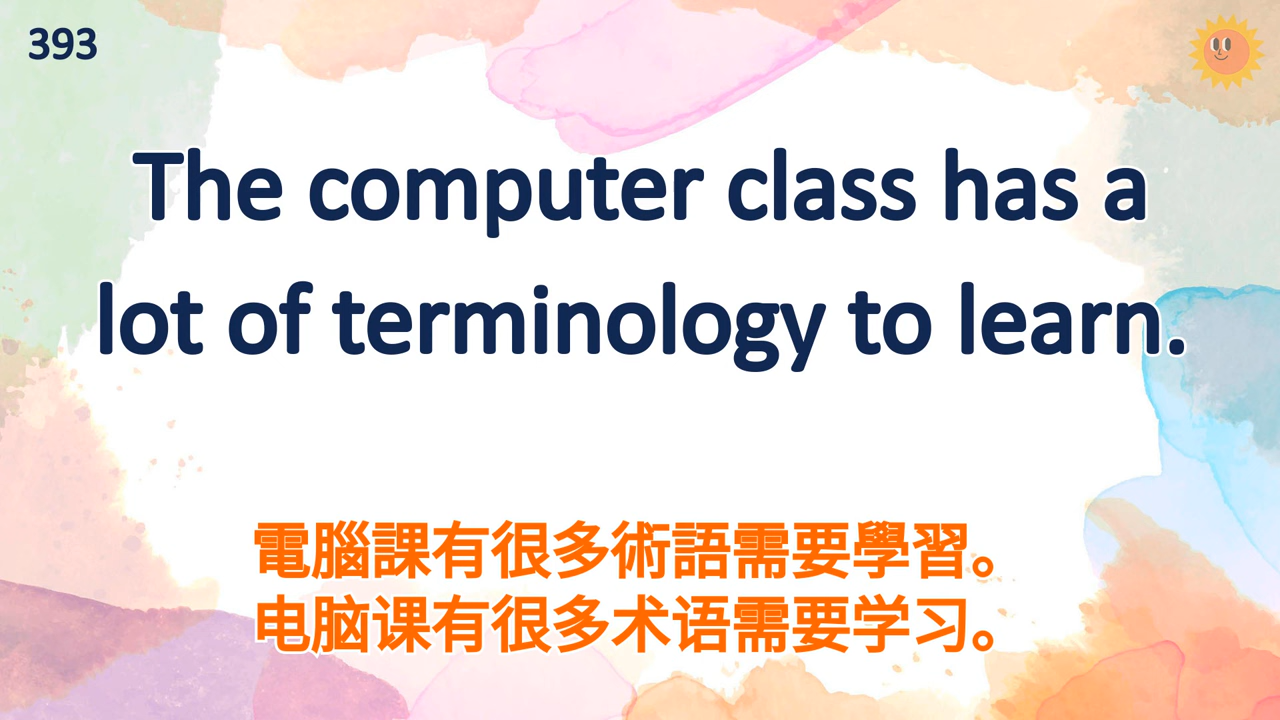 393
The computer class has a
lot of terminology to learn.
電腦課有很多術語需要學習。
电脑课有很多术语需要学习。